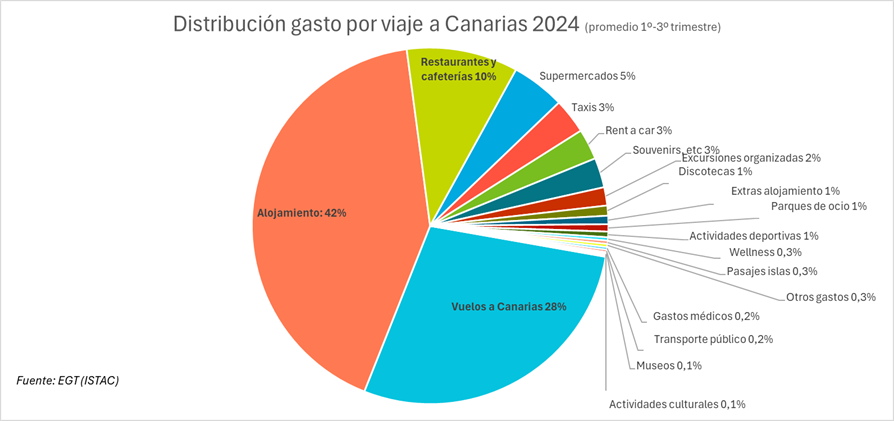 Distribución gasto por viaje a Canarias 2024 (promedio 1º-3º trimestre)
Restaurantes y
cafeterías 10%
Supermercados 5%
Taxis 3%
Rent a car 3%
Souvenirs, etc 3%
Excursiones organizadas 2%
Discotecas 1%
Extras alojamiento 1%
Parques de ocio 1%
Actividades deportivas 1%
Wellness 0,3%
Pasajes islas 0,3%
Otros gastos 0,3%
Gastos médicos 0,2%
Transporte público 0,2%
Museos 0,1%
Actividades culturales 0,1%
Vuelos a Canarias 28%
Alojamiento: 42%
Fuente: EGT (ISTAC)